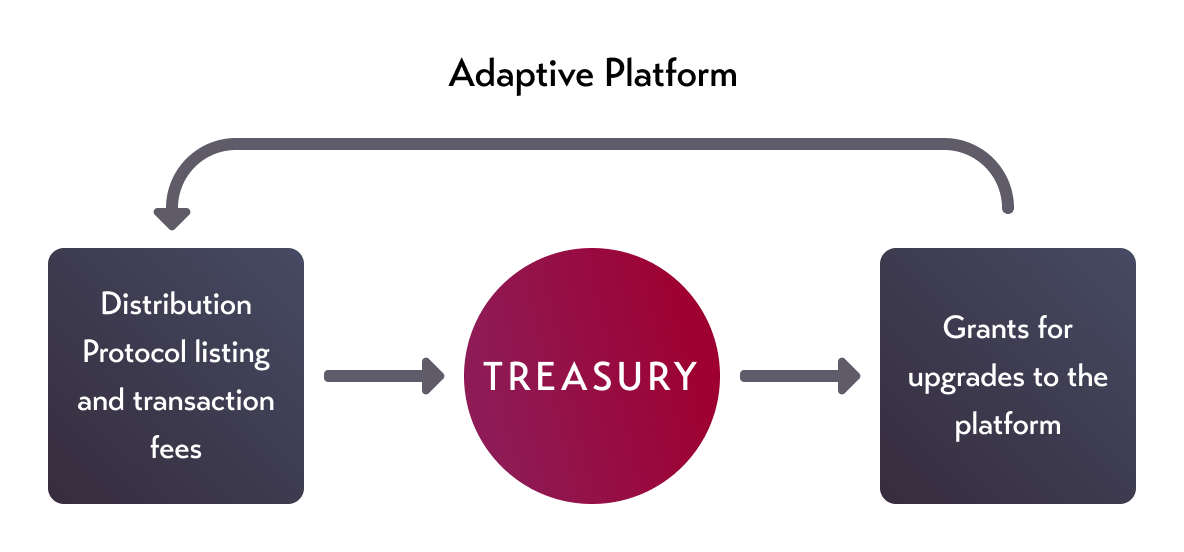 Adaptive Platform
Distribution
Protocol listing
and transaction
fees
TREASURY
Grants for
upgrades to the
platform